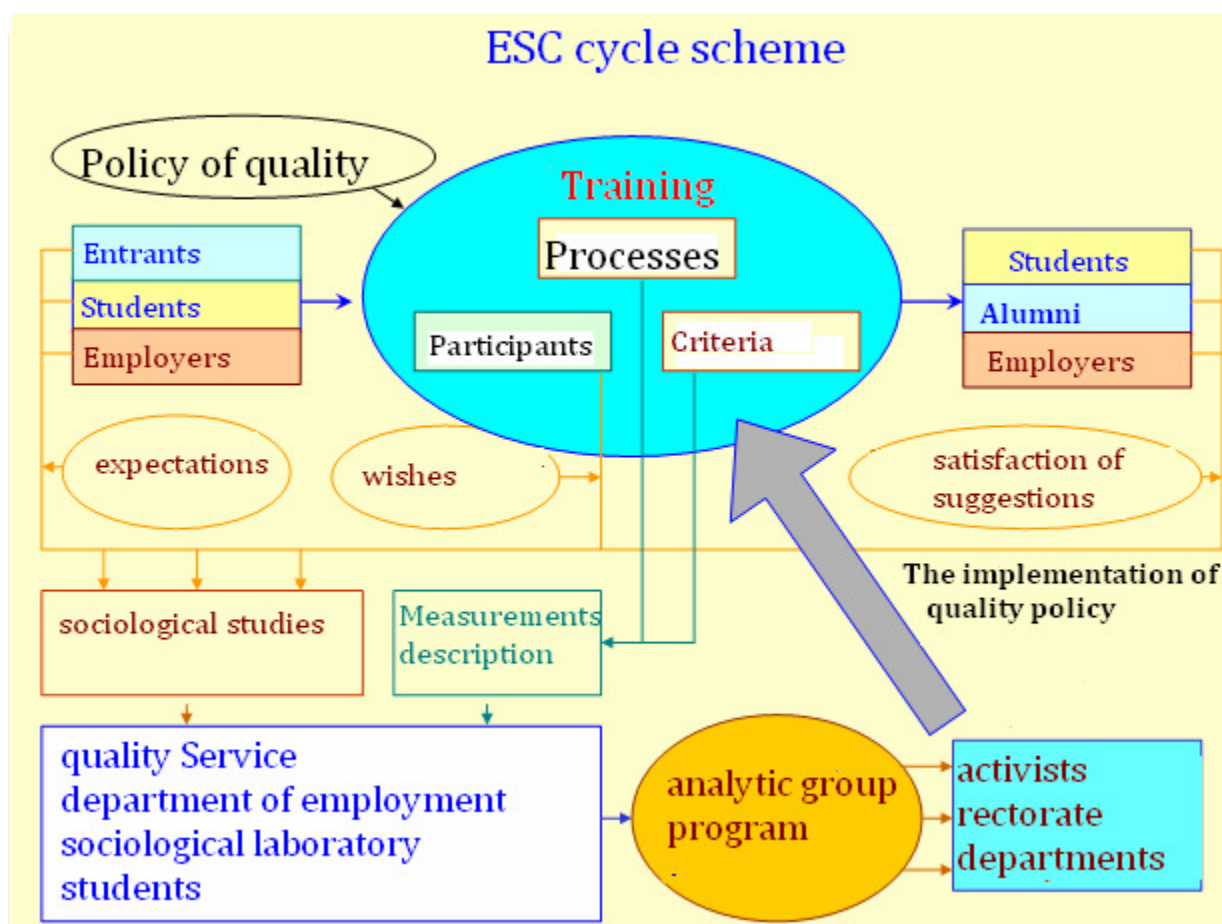 ESC cycle scheme
Policy of quality
Training
Processes
Participants
Criteria
Entrants
Students
Employers
Students
Alumni
Employers
expectations
wishes
satisfaction of
suggestions
The implementation of
quality policy
sociological studies
Measurements
description
quality Service
department of employment
sociological laboratory
students
analytic group
program
activists
rectorate
departments